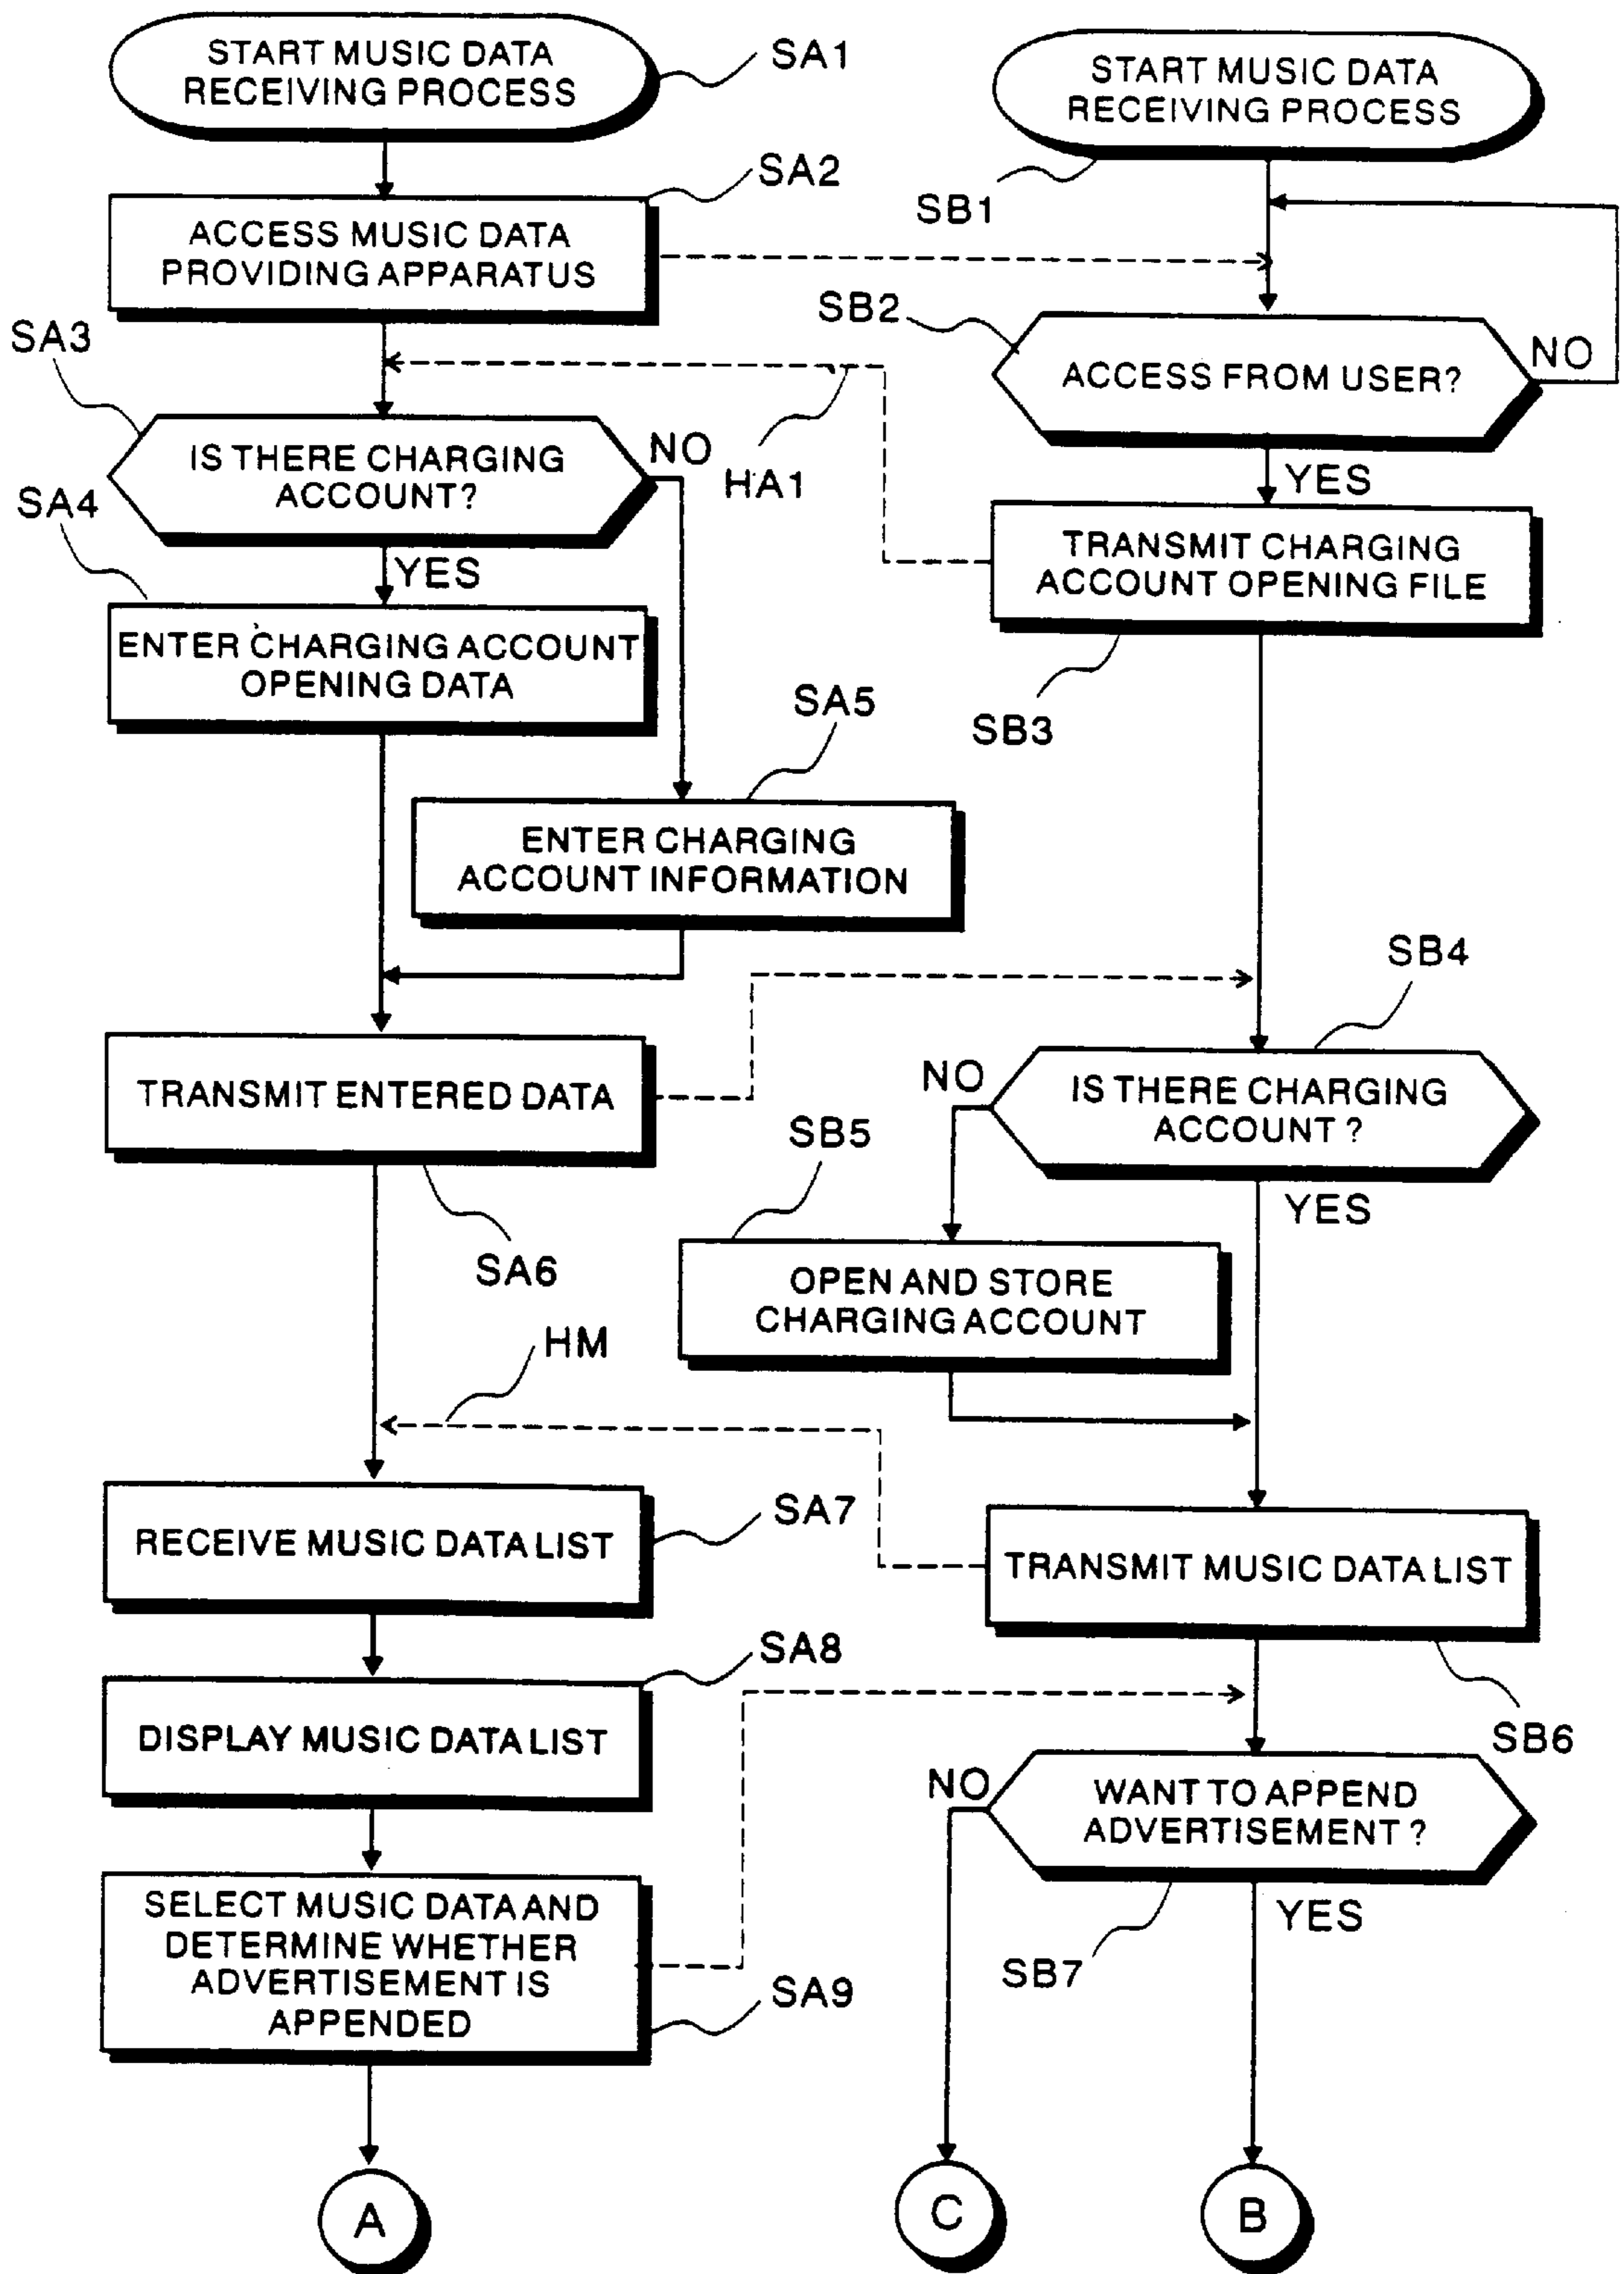 START MUSIC DATA
RECEIVING PROCESS
SA1
ACCESS MUSIC DATA
PROVIDING APPARATUS
SA2
SA3
IS THERE CHARGING
ACCOUNT?
NO
HA1
SA4
YES
ENTER CHARGING ACCOUNT
OPENING DATA
SA5
ENTER CHARGING
ACCOUNT INFORMATION
TRANSMIT ENTERED DATA
SA6
HM
RECEIVE MUSIC DATA LIST
SA7
SA8
DISPLAY MUSIC DATA LIST
SELECT MUSIC DATA AND
DETERMINE WHETHER
ADVERTISEMENT IS
APPENDED
SA9
A
START MUSIC DATA
RECEIVING PROCESS
SB1
SB2
ACCESS FROM USER?
NO
YES
TRANSMIT CHARGING
ACCOUNT OPENING FILE
SB3
SB4
NO
IS THERE CHARGING
ACCOUNT ?
SB5
YES
OPEN AND STORE
CHARGING ACCOUNT
TRANSMIT MUSIC DATA LIST
SB6
NO
WANT TO APPEND
ADVERTISEMENT ?
YES
SB7
C
B